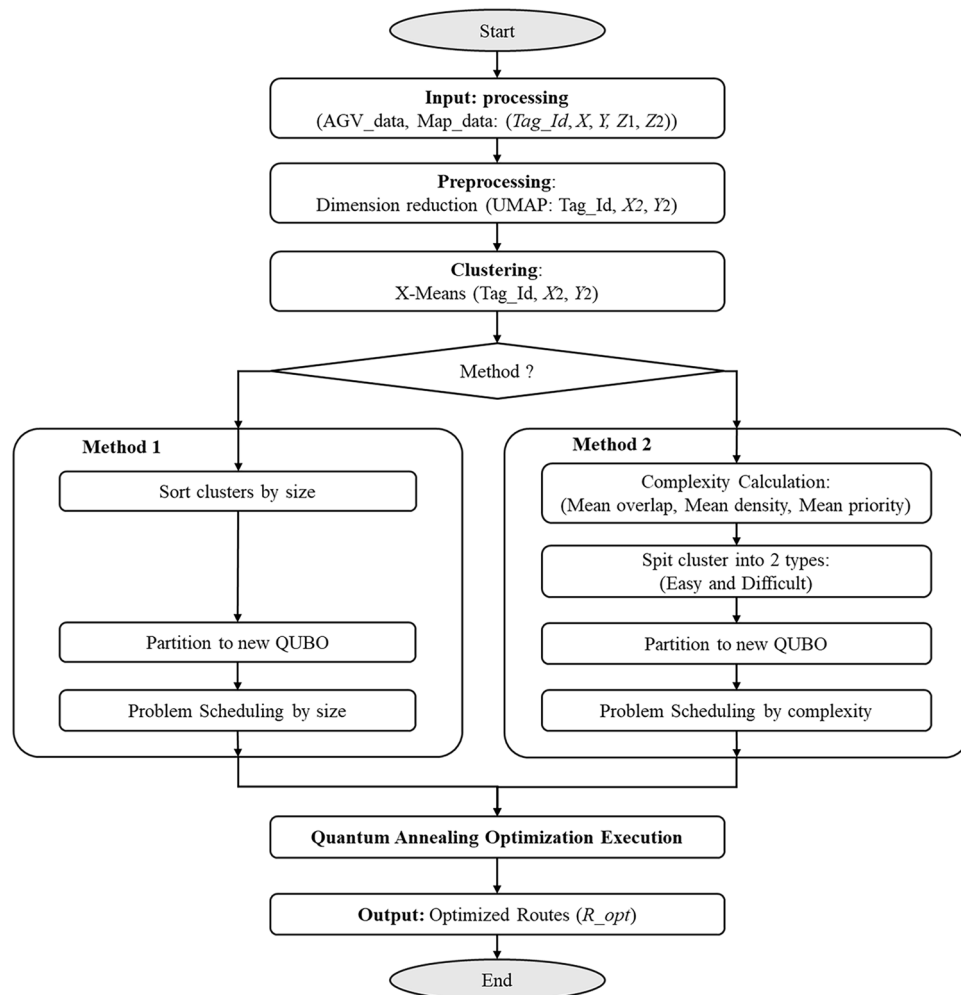 Start
Input: processing
(AGV_data, Map_data: (Tag_Id, X, Y, Z1, Z2))
Preprocessing:
Dimension reduction (UMAP: Tag_Id, X2, Y2)
Clustering:
X-Means (Tag_Id, X2, Y2)
Method ?
Method 1
Sort clusters by size
Partition to new QUBO
Problem Scheduling by size
Method 2
Complexity Calculation:
(Mean overlap, Mean density, Mean priority)
Spit cluster into 2 types:
(Easy and Difficult)
Partition to new QUBO
Problem Scheduling by complexity
Quantum Annealing Optimization Execution
Output: Optimized Routes (R_opt)
End